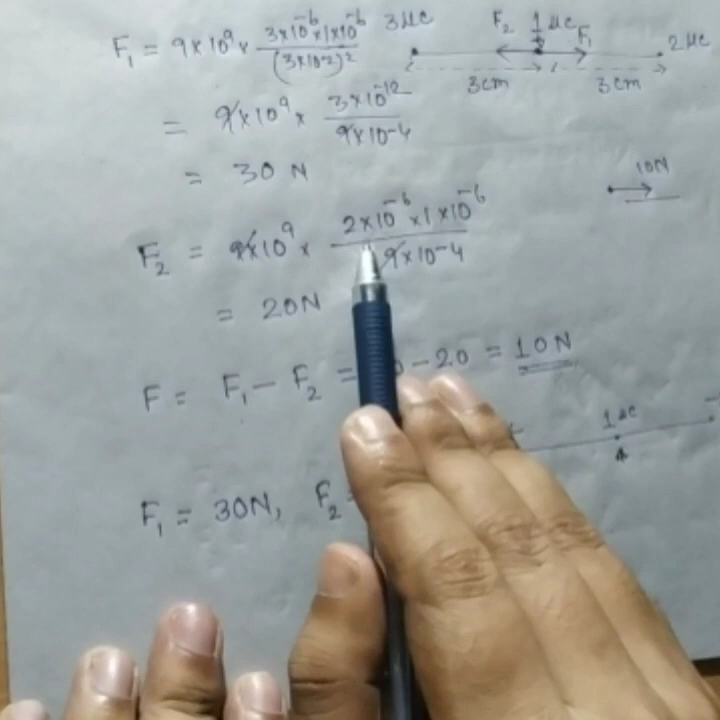 F₁ = 9×10⁹ × 3×10⁻⁶×1×10⁻⁶ / (3×10-2)²
3μc F₂ 1μc F₁ 2μc
3cm 3cm
= 9×10⁹ × 3×10⁻¹² / 9×10-4
= 30 N
10N
F₂ = 9×10⁹ × 2×10⁻⁶×1×10⁻⁶ / 9×10-4
= 20N
F = F₁ - F₂ = 0-20 = 10N
1μc
A
F₁ = 30N, F₂